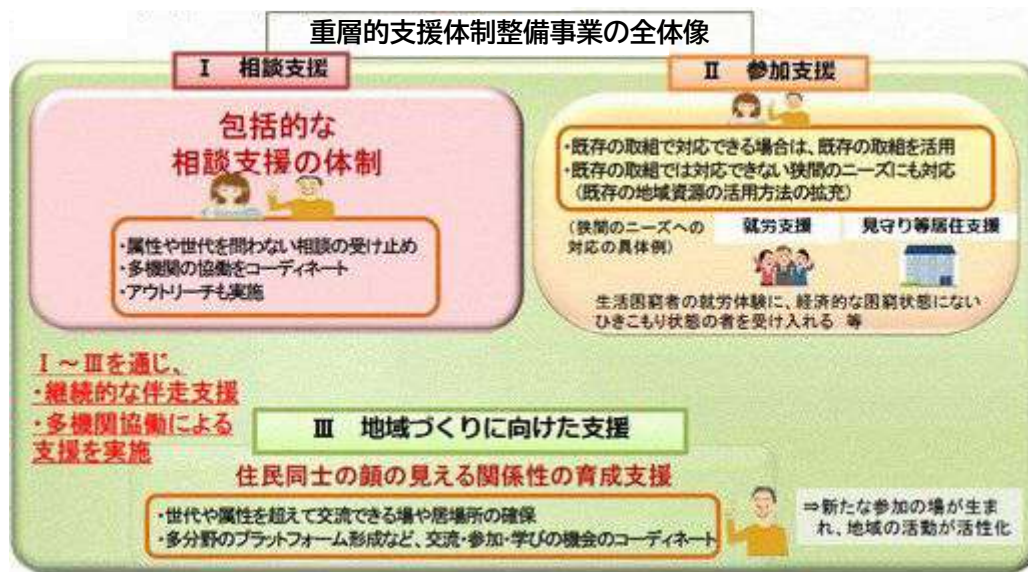 重層的支援体制整備事業の全体像
Ⅰ 相談支援
包括的な
相談支援の体制
・属性や世代を問わない相談の受け止め
・多機関の協働をコーディネート
・アウトリーチも実施
Ⅱ 参加支援
・既存の取組で対応できる場合は、既存の取組を活用
・既存の取組では対応できない狭間のニーズにも対応
（既存の地域資源の活用方法の拡充）
（狭間のニーズへの
対応の具体例）
就労支援
見守り等居住支援
生活困窮者の就労体験に、経済的な困窮状態にない
ひきこもり状態の者を受け入れる 等
Ⅰ～Ⅲを通じ、
・継続的な伴走支援
・多機関協働による
支援を実施
Ⅲ 地域づくりに向けた支援
住民同士の顔の見える関係性の育成支援
・世代や属性を超えて交流できる場や居場所の確保
・多分野のプラットフォーム形成など、交流・参加・学びの機会のコーディネート
⇒新たな参加の場が生ま
れ、地域の活動が活性化